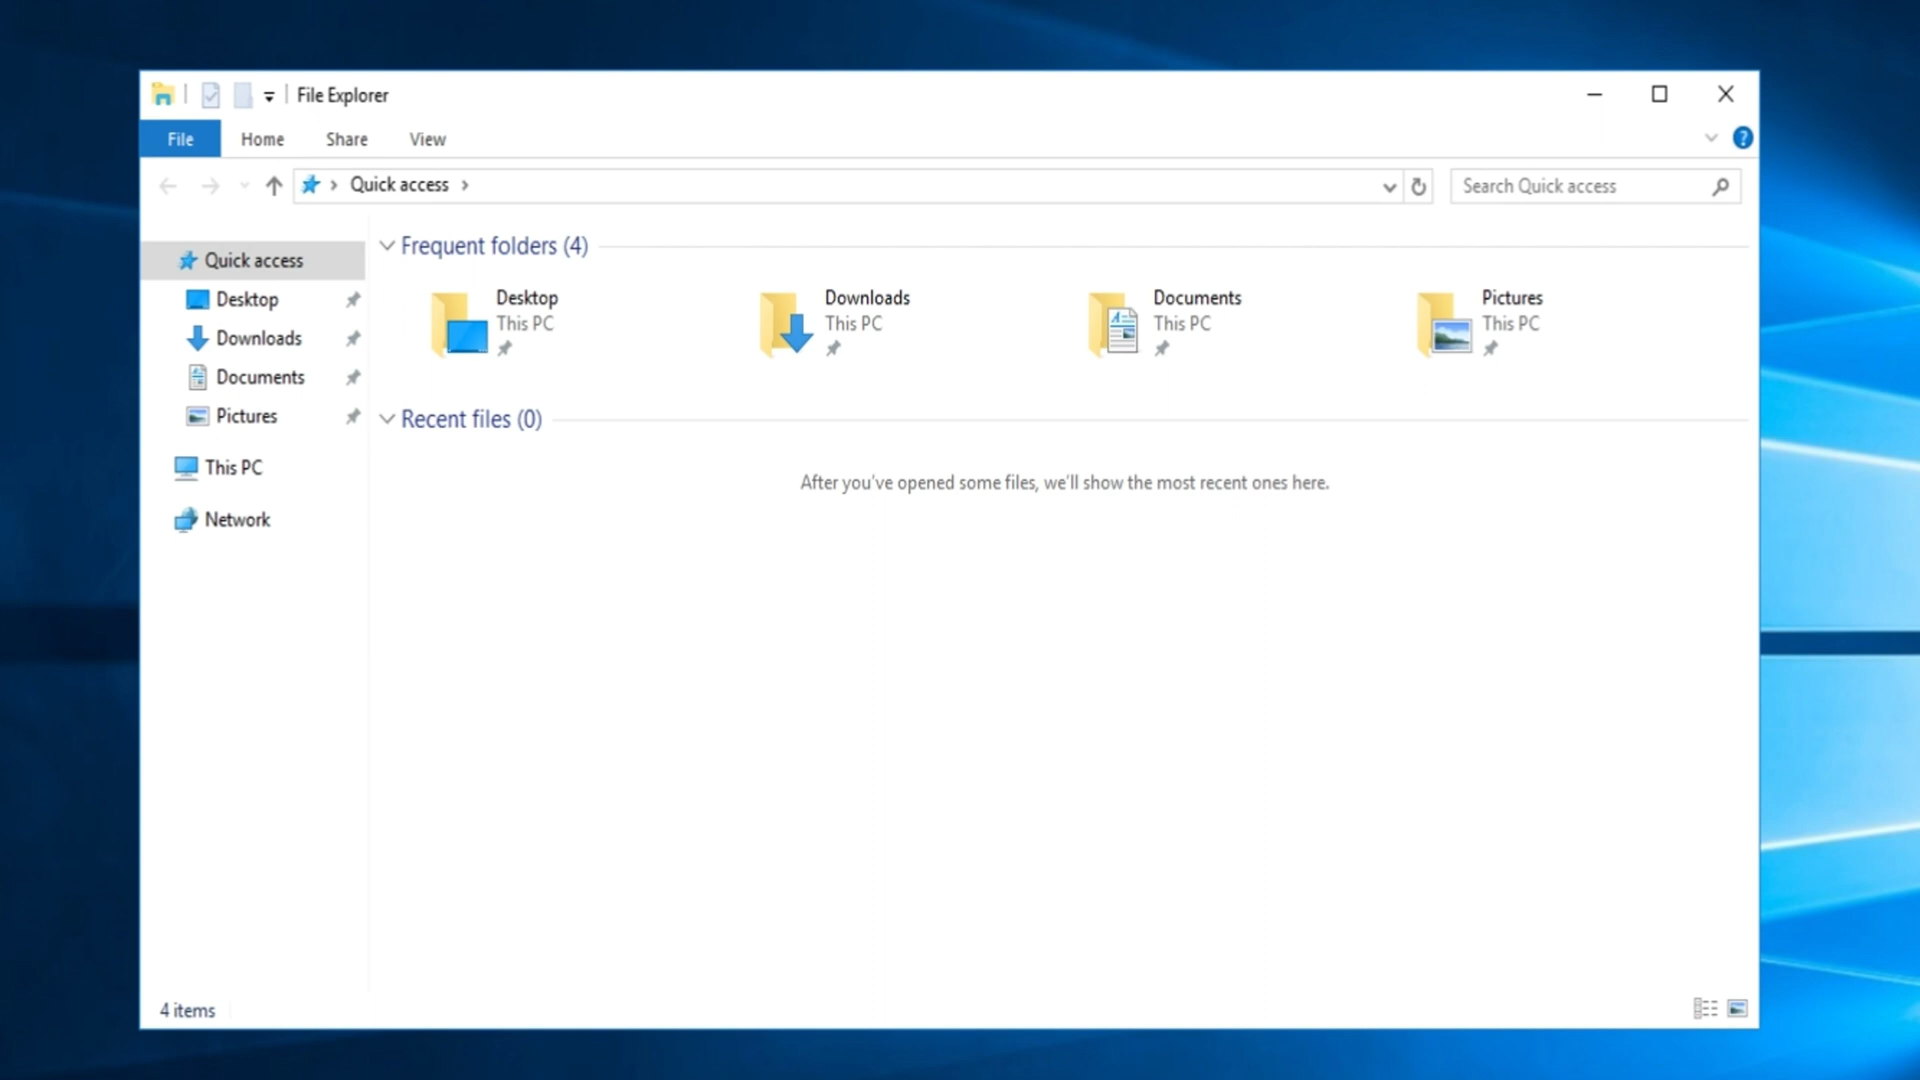 File Explorer
File Home Share View
Quick access
Search Quick access
Quick access
Desktop
Downloads
Documents
Pictures
This PC
Network
Frequent folders (4)
Desktop
This PC
Downloads
This PC
Documents
This PC
Pictures
This PC
Recent files (0)
After you've opened some files, we'll show the most recent ones here.
4 items